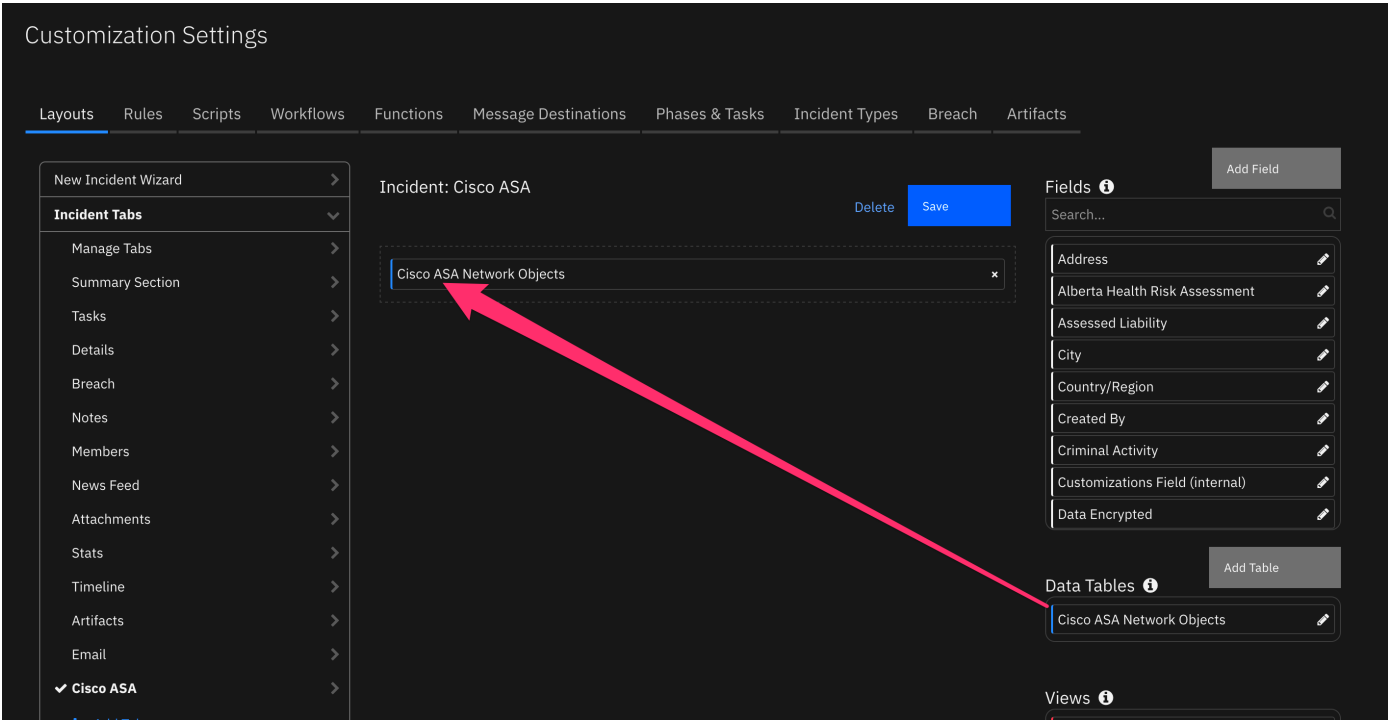 Customization Settings
Layouts Rules Scripts Workflows Functions Message Destinations Phases & Tasks Incident Types Breach Artifacts
New Incident Wizard
Incident Tabs
Manage Tabs
Summary Section
Tasks
Details
Breach
Notes
Members
News Feed
Attachments
Stats
Timeline
Artifacts
Email
Cisco ASA
Incident: Cisco ASA
Delete Save
Cisco ASA Network Objects
Add Field
Fields
Search...
Address
Alberta Health Risk Assessment
Assessed Liability
City
Country/Region
Created By
Criminal Activity
Customizations Field (internal)
Data Encrypted
Add Table
Data Tables
Cisco ASA Network Objects
Views